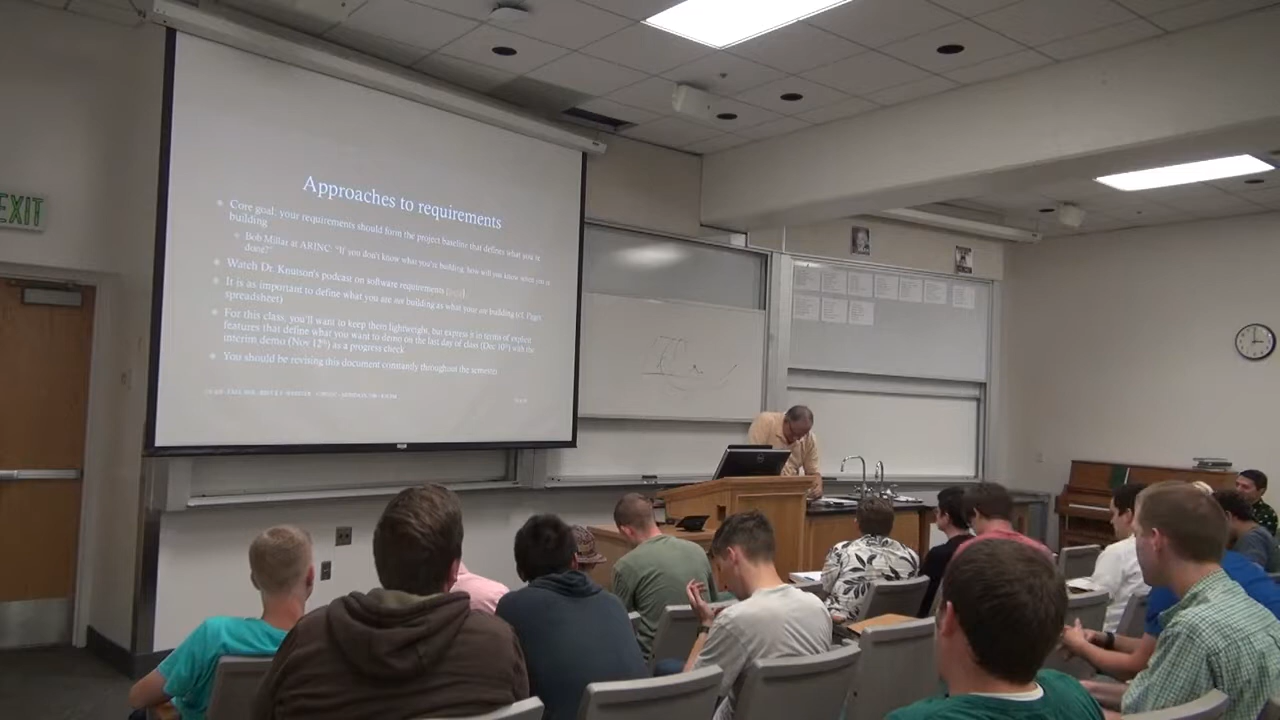 EXIT
Approaches to requirements
Core goal: your requirements should form the project baseline that defines what you're
building
Bob Millar at ARINC: "If you don't know what you're building, how will you know when you're
done?"
Watch Dr. Knutson's podcast on software requirements
It is as important to define what you are not building as what your are building
spreadsheet)
For this class, you'll want to keep them lightweight, but express it in terms of explicit
features that define what you want to demo on the last day of class (Dec 10th) with the
interim demo (Nov 12th) as a progress check
You should be revising this document constantly throughout the semester